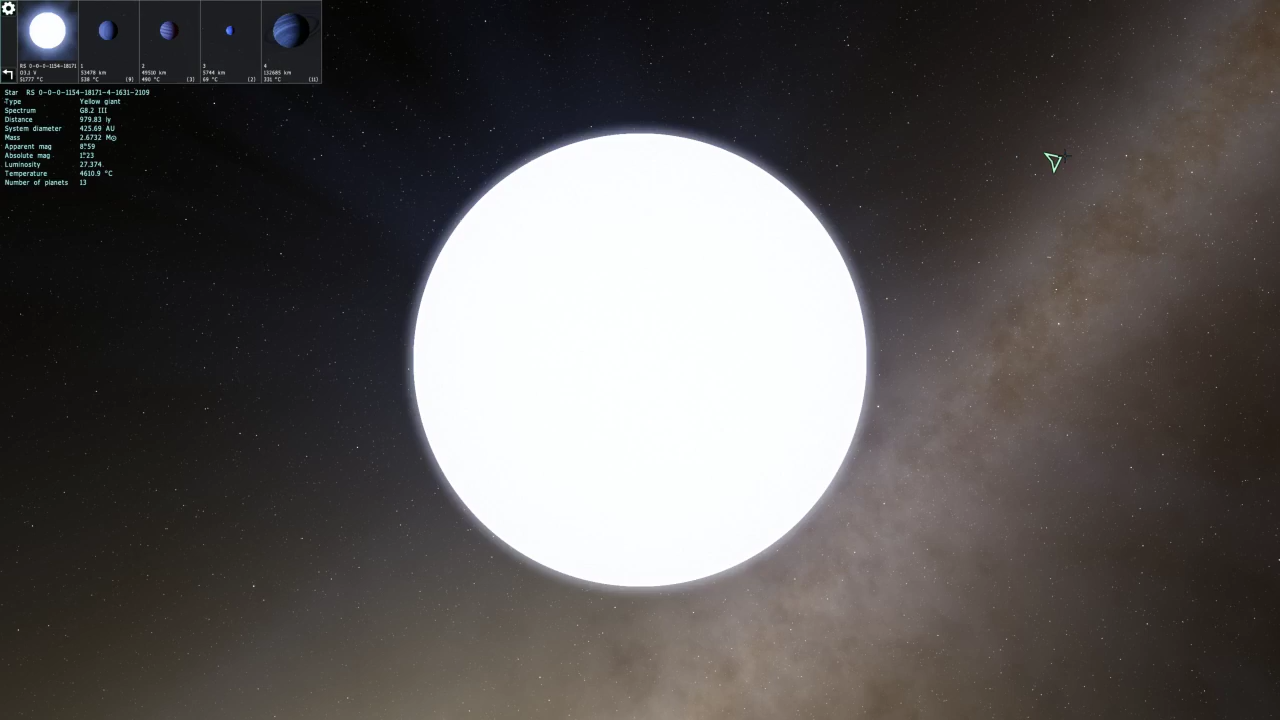 RS 0-0-0-1154-18171
O3.1 V
51777 °C
1
53478 km
538 °C (9)
2
49510 km
490 °C (3)
3
5744 km
69 °C (2)
4
132685 km
331 °C (11)
Star RS 0-0-0-1154-18171-4-1631-2109
Type Yellow giant
Spectrum G8.2 III
Distance 979.83 ly
System diameter 425.69 AU
Mass 2.6732 M☉
Apparent mag 8.59
Absolute mag 1.23
Luminosity 27.374
Temperature 4610.9 °C
Number of planets 13